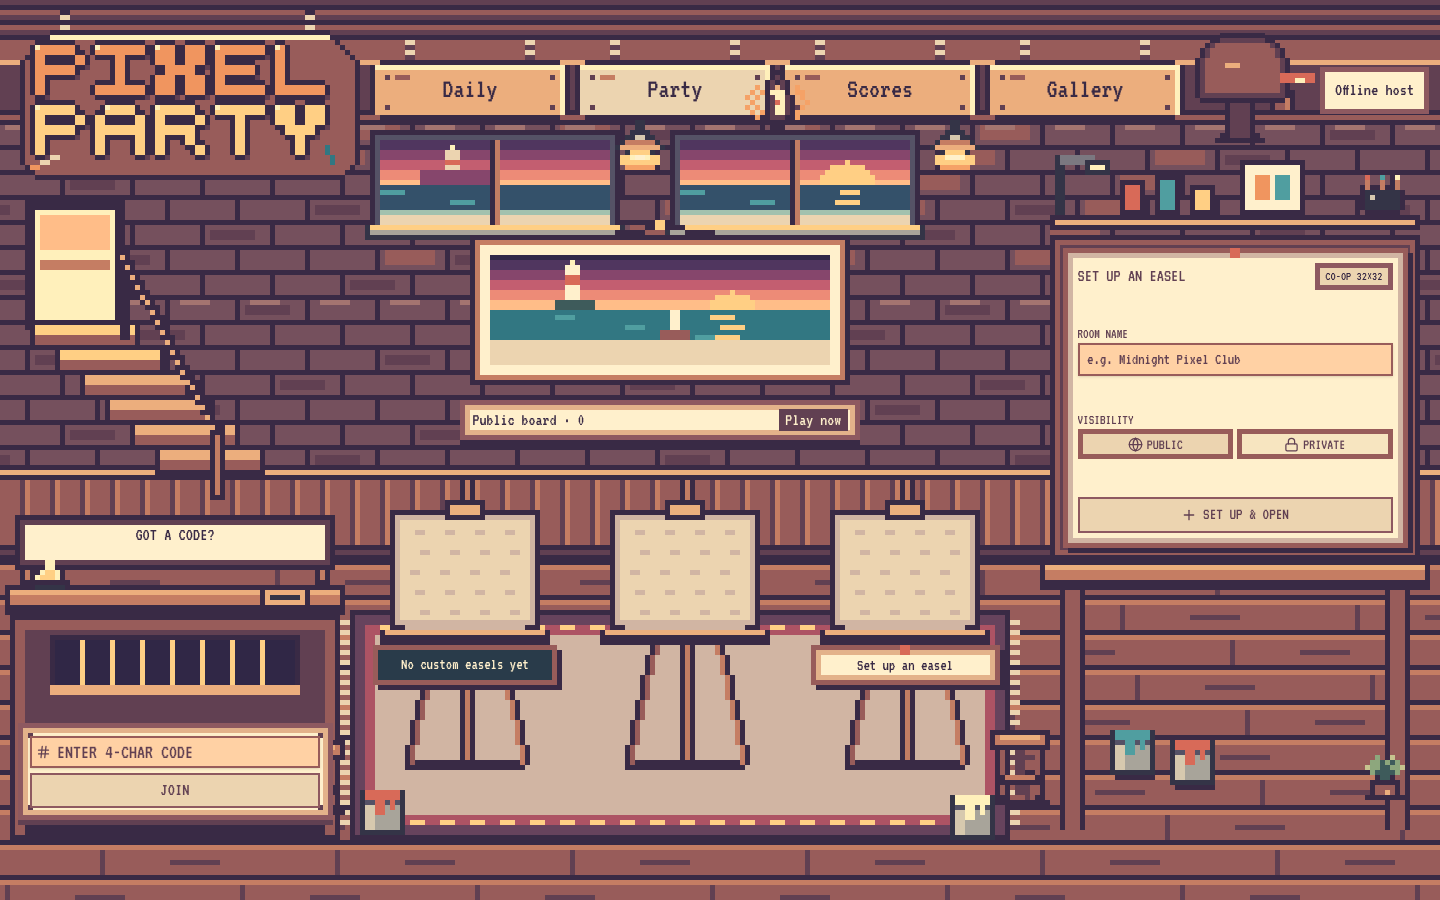 PIXEL
PARTY
Daily
Party
Scores
Gallery
Offline host
SET UP AN EASEL
CO-OP 32×32
ROOM NAME
e.g. Midnight Pixel Club
VISIBILITY
PUBLIC
PRIVATE
+ SET UP & OPEN
Public board · 0
Play now
GOT A CODE?
# ENTER 4-CHAR CODE
JOIN
No custom easels yet
Set up an easel